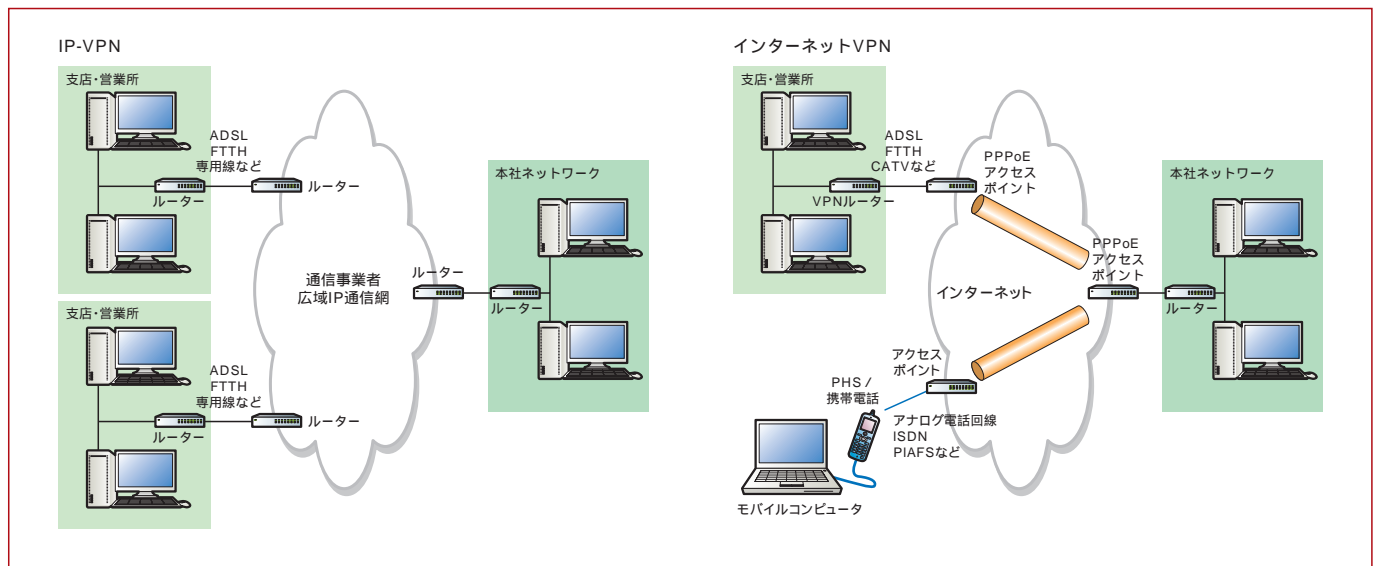 IP-VPN
支店・営業所
ADSL
FTTH
専用線など
ルーター
ルーター
支店・営業所
ADSL
FTTH
専用線など
ルーター
ルーター
通信事業者
広域IP通信網
ルーター
本社ネットワーク
ルーター
インターネットVPN
支店・営業所
ADSL
FTTH
CATVなど
VPNルーター
PPPoE
アクセス
ポイント
PPPoE
アクセス
ポイント
インターネット
本社ネットワーク
ルーター
アクセス
ポイント
PHS /
携帯電話
アナログ電話回線
ISDN
PIAFSなど
モバイルコンピュータ